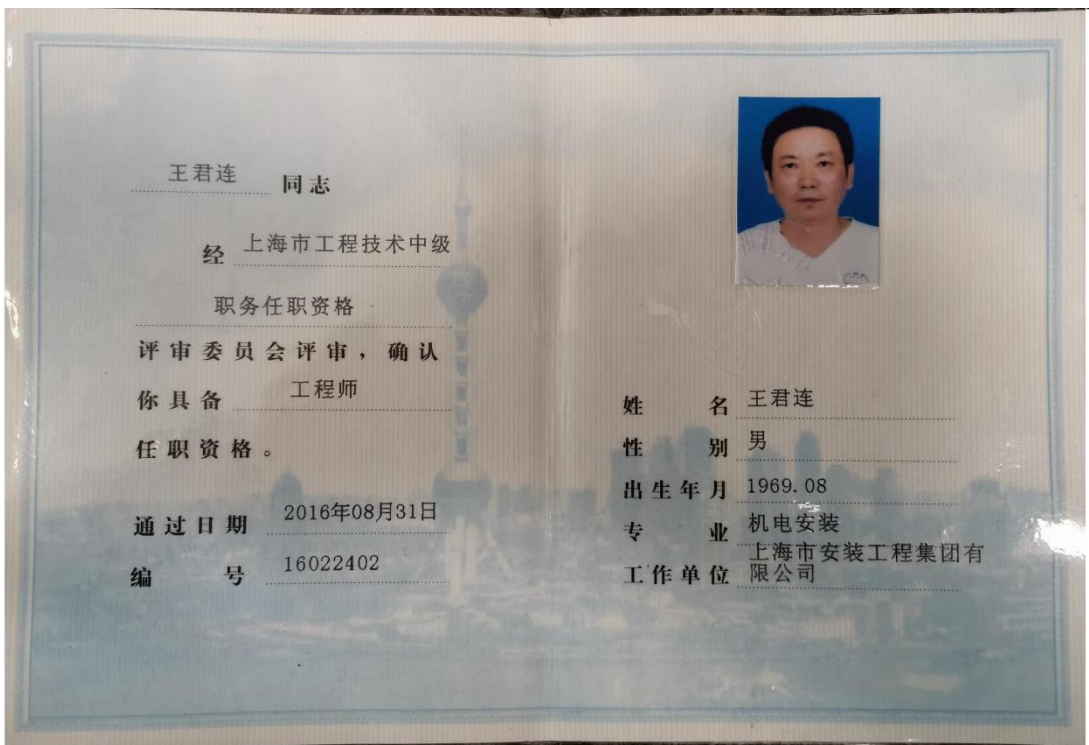 王君连 同志
经 上海市工程技术中级
职务任职资格
评审委员会评审，确认
你具备 工程师
任职资格。
通过日期 2016年08月31日
编号 16022402
姓名 王君连
性别 男
出生年月 1969.08
专业 机电安装
工作单位 上海市安装工程集团有
限公司